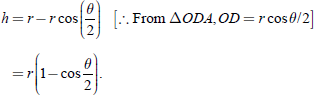 h = r − r cos(θ/2) [∴ From ΔODA, OD = r cos θ/2]
= r(1 − cos θ/2).